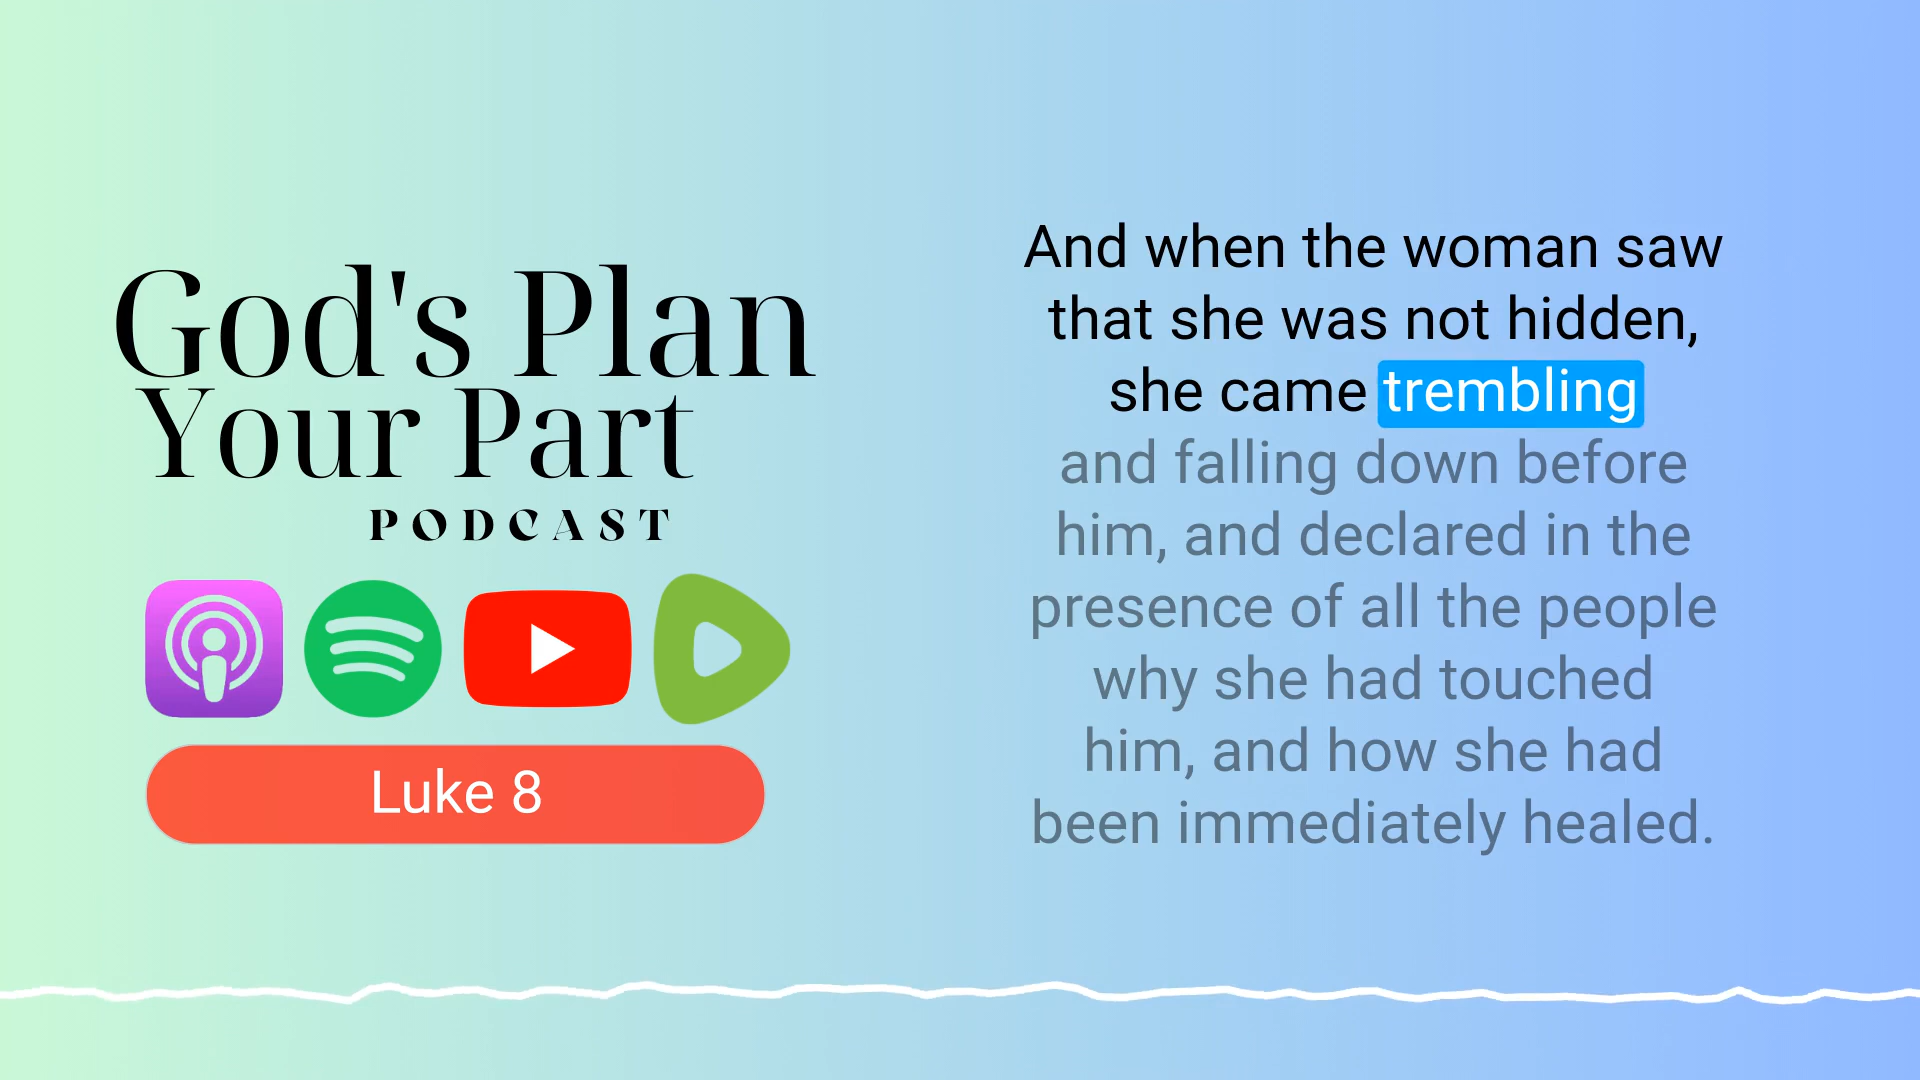 God's Plan
Your Part
PODCAST
Luke 8
And when the woman saw
that she was not hidden,
she came trembling
and falling down before
him, and declared in the
presence of all the people
why she had touched
him, and how she had
been immediately healed.